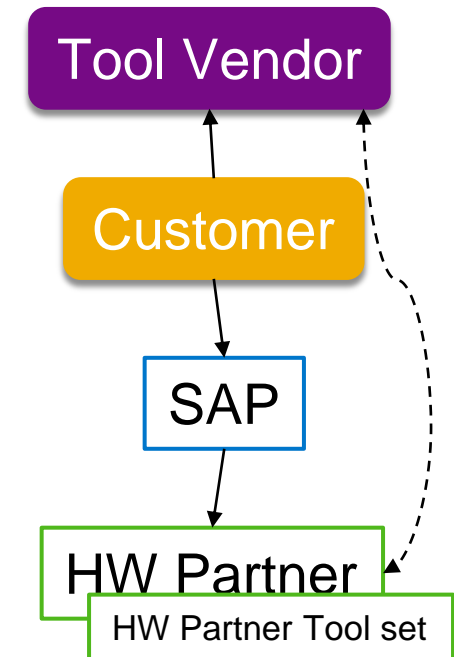 Tool Vendor
Customer
SAP
HW Partner
HW Partner Tool set